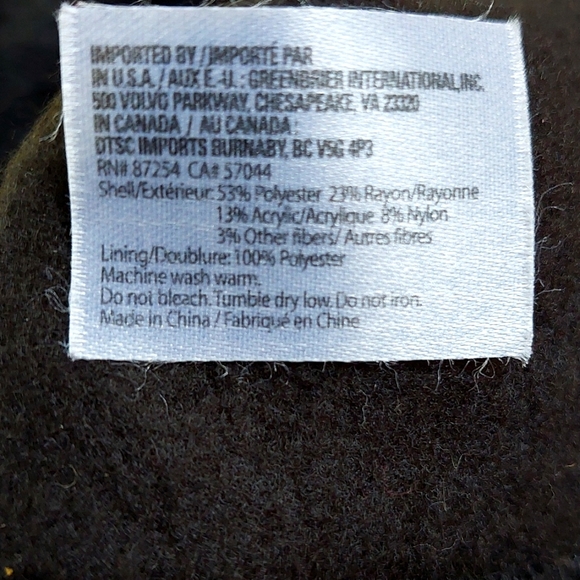 IMPORTED BY / IMPORTÉ PAR
IN U.S.A. / AUX E.-U.: GREENBRIER INTERNATIONAL, INC.
500 VOLVO PARKWAY, CHESAPEAKE, VA 23320
IN CANADA / AU CANADA:
DTSC IMPORTS BURNABY, BC V5G 4P3
RN# 87254 CA# 57044
Shell/Extérieur: 53% Polyester 23% Rayon/Rayonne
13% Acrylic/Acrylique 8% Nylon
3% Other fibers/ Autres fibres
Lining/Doublure: 100% Polyester
Machine wash warm.
Do not bleach. Tumble dry low. Do not iron.
Made in China / Fabriqué en Chine